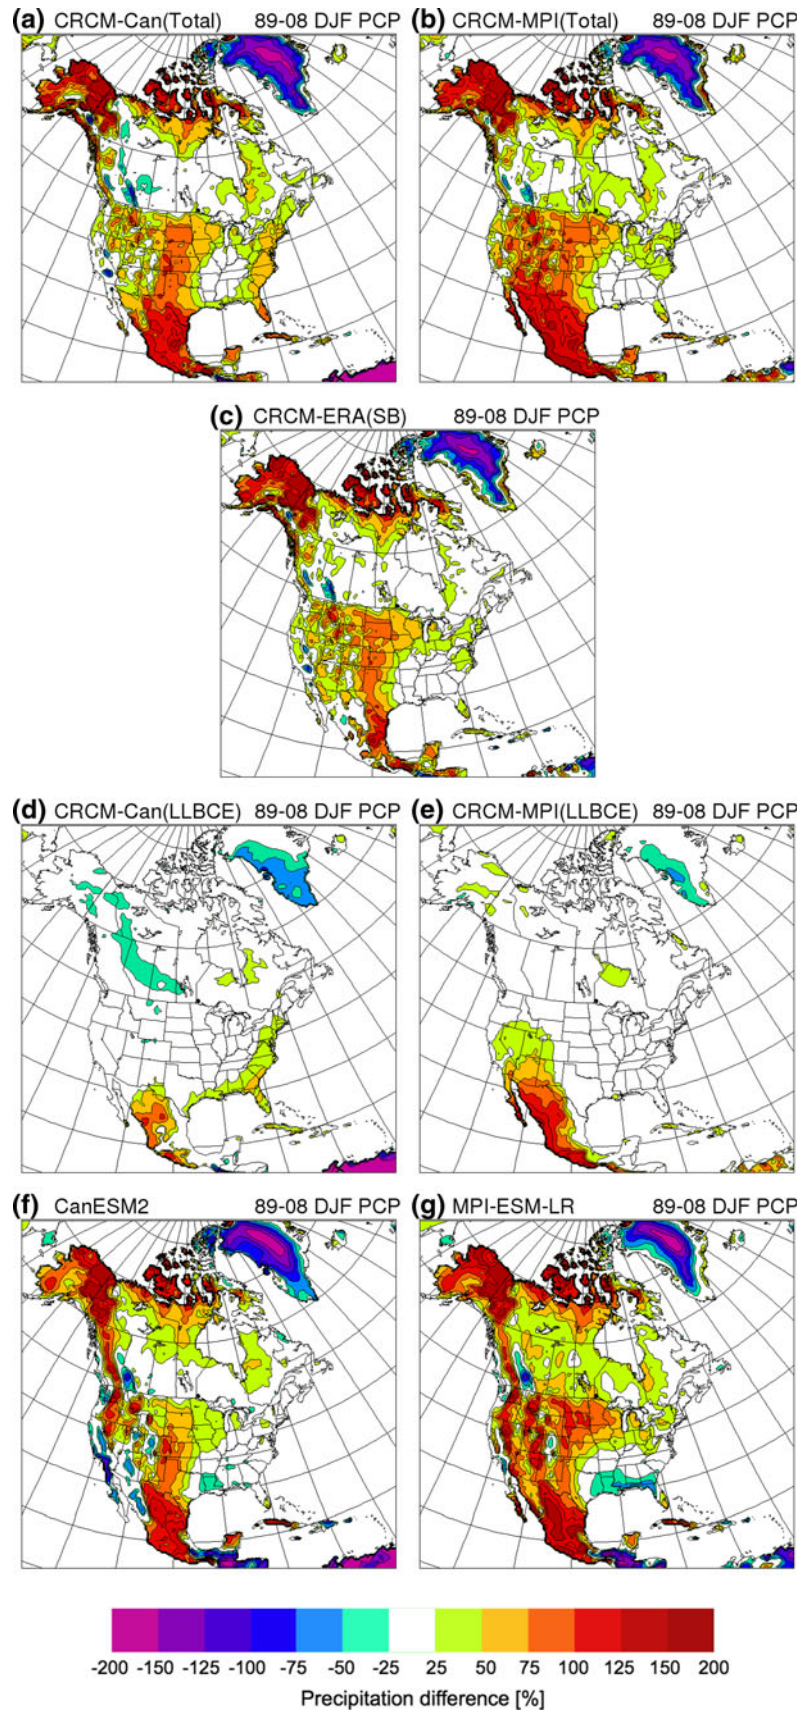 (a) CRCM-Can(Total) 89-08 DJF PCP
(b) CRCM-MPI(Total) 89-08 DJF PCP
(c) CRCM-ERA(SB) 89-08 DJF PCP
(d) CRCM-Can(LLBCE) 89-08 DJF PCP
(e) CRCM-MPI(LLBCE) 89-08 DJF PCP
(f) CanESM2 89-08 DJF PCP
(g) MPI-ESM-LR 89-08 DJF PCP
-200 -150 -125 -100 -75 -50 -25 25 50 75 100 125 150 200
Precipitation difference [%]